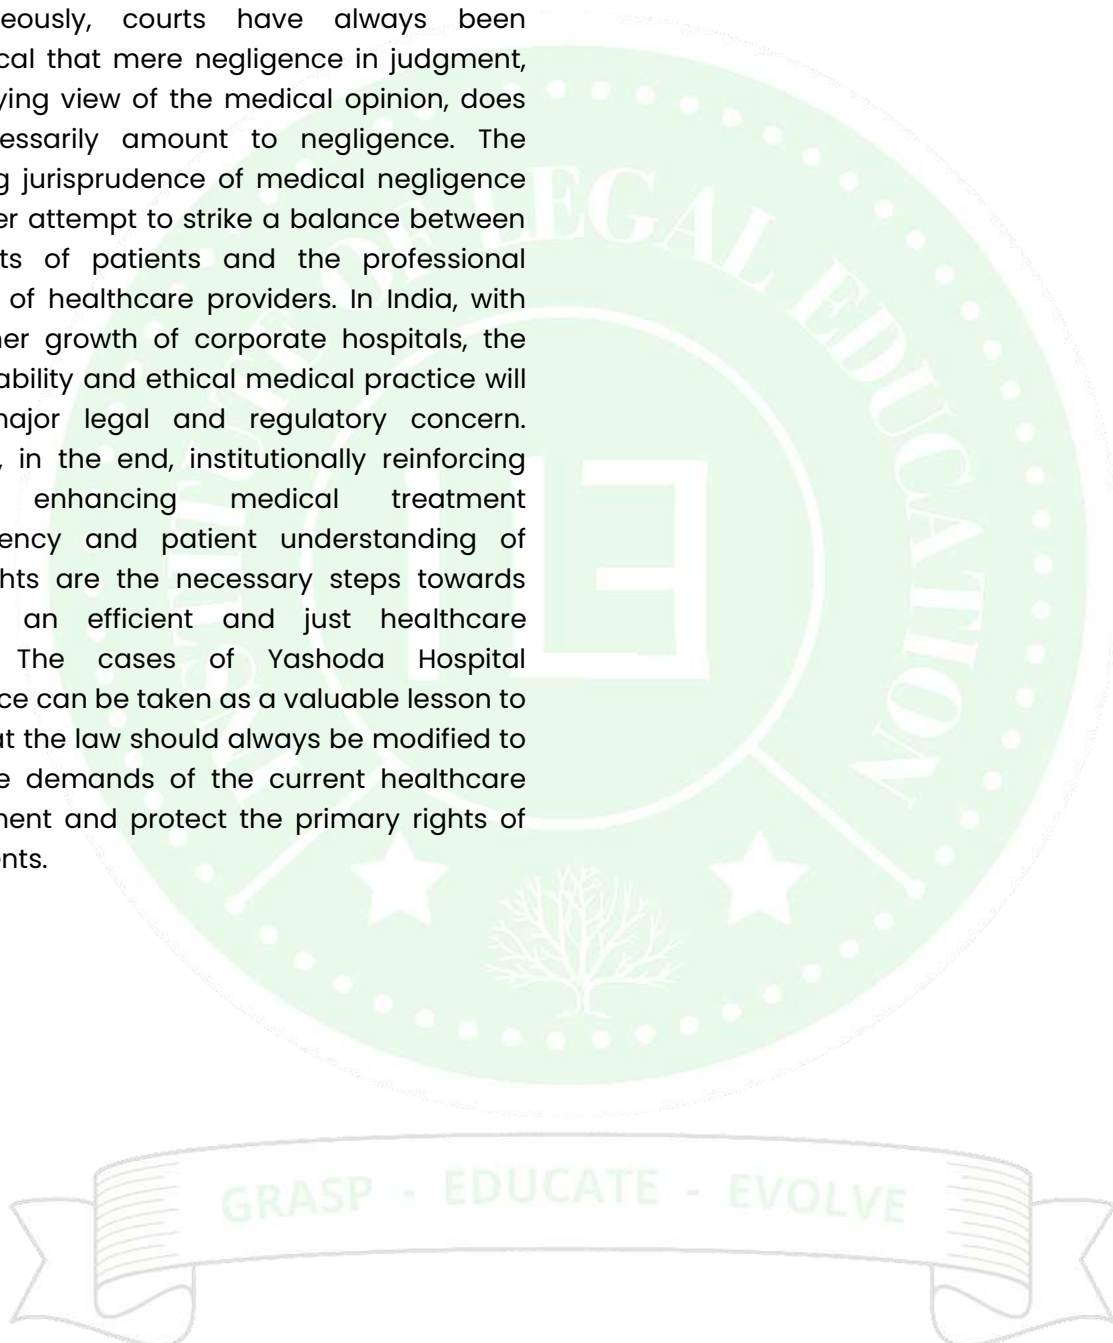 eously, courts have always been
cal that mere negligence in judgment,
ying view of the medical opinion, does
essarily amount to negligence. The
g jurisprudence of medical negligence
er attempt to strike a balance between
ts of patients and the professional
of healthcare providers. In India, with
her growth of corporate hospitals, the
ability and ethical medical practice will
major legal and regulatory concern.
, in the end, institutionally reinforcing
enhancing medical treatment
ency and patient understanding of
hts are the necessary steps towards
an efficient and just healthcare
The cases of Yashoda Hospital
ce can be taken as a valuable lesson to
at the law should always be modified to
e demands of the current healthcare
ment and protect the primary rights of
ents.
INSTITUTE OF LEGAL EDUCATION
GRASP - EDUCATE - EVOLVE